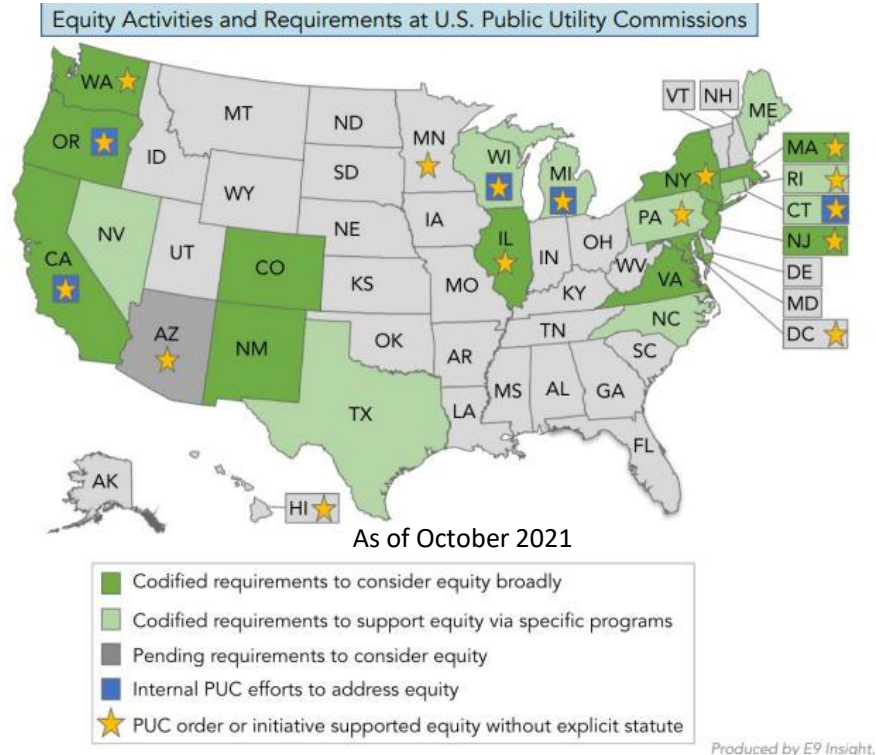 Equity Activities and Requirements at U.S. Public Utility Commissions
WA
MT
ND
MN
VT
NH
ME
OR
ID
SD
WI
MI
MA
WY
NY
RI
NV
IA
PA
CT
NE
NJ
CA
UT
CO
IL
IN
OH
DE
KS
MO
WV
VA
MD
KY
NC
DC
AZ
NM
OK
TN
AR
SC
TX
MS
AL
GA
LA
FL
AK
HI
As of October 2021
Codified requirements to consider equity broadly
Codified requirements to support equity via specific programs
Pending requirements to consider equity
Internal PUC efforts to address equity
PUC order or initiative supported equity without explicit statute
Produced by E9 Insight,